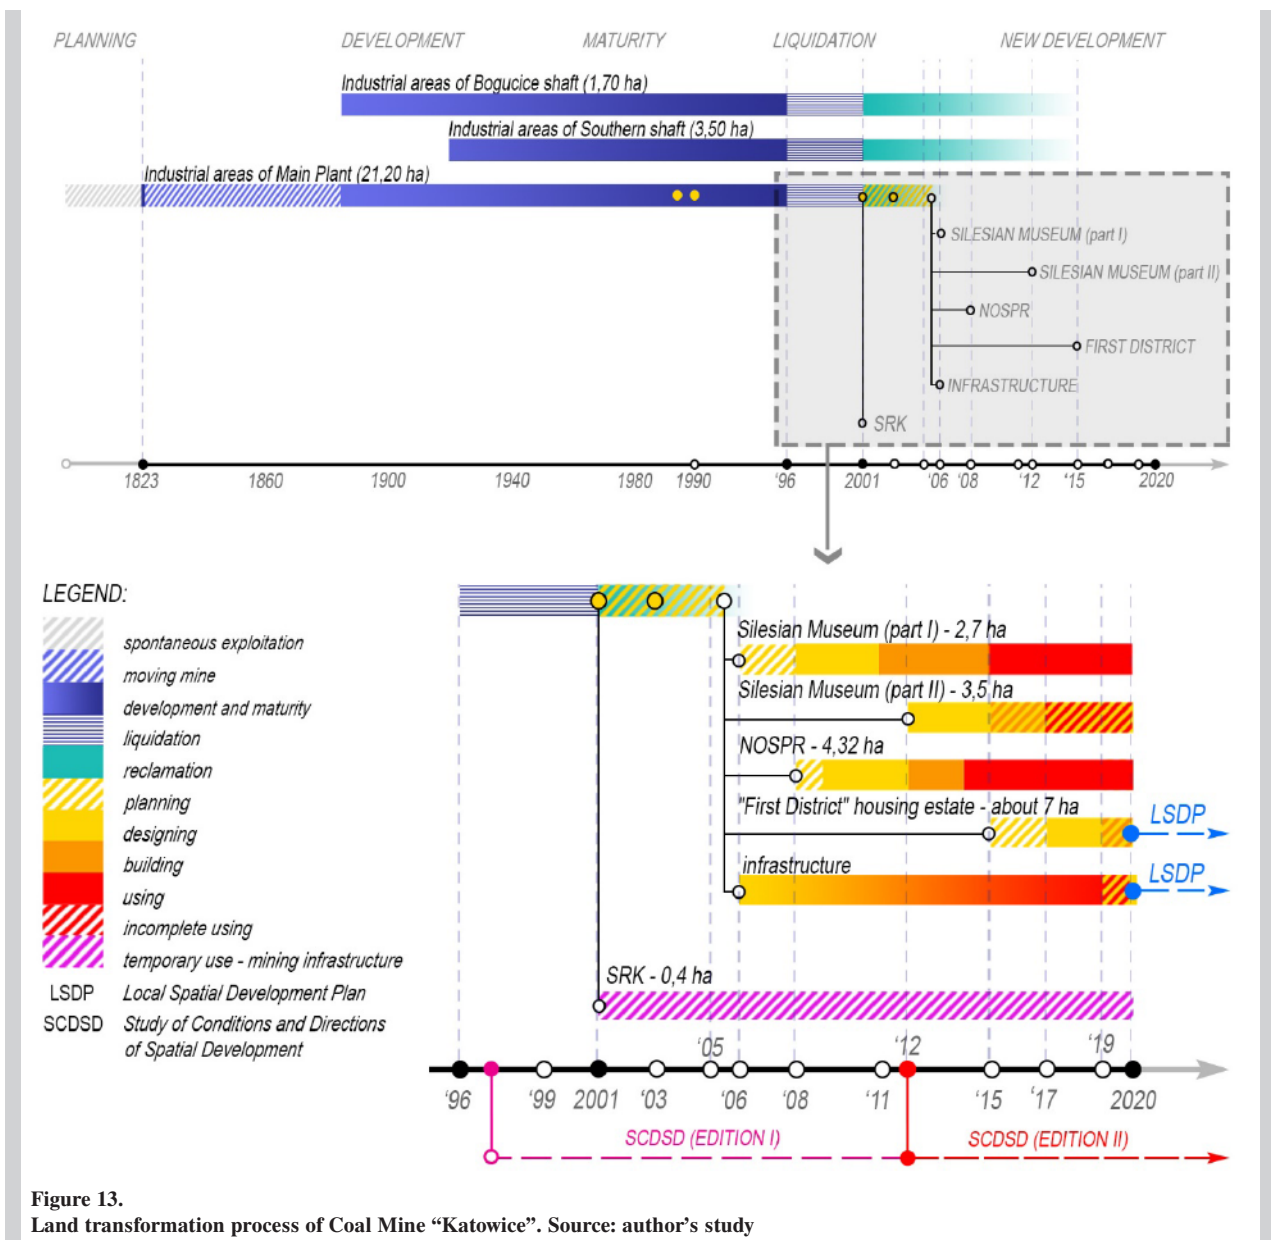 PLANNING DEVELOPMENT MATURITY LIQUIDATION NEW DEVELOPMENT
Industrial areas of Bogucice shaft (1,70 ha)
Industrial areas of Southern shaft (3,50 ha)
Industrial areas of Main Plant (21,20 ha)
SILESIAN MUSEUM (part I)
SILESIAN MUSEUM (part II)
NOSPR
FIRST DISTRICT
INFRASTRUCTURE
SRK
1823 1860 1900 1940 1980 1990 '96 2001 '06 '08 '12 '15 2020
LEGEND:
spontaneous exploitation
moving mine
development and maturity
liquidation
reclamation
planning
designing
building
using
incomplete using
temporary use - mining infrastructure
LSDP Local Spatial Development Plan
SCDSD Study of Conditions and Directions
of Spatial Development
Silesian Museum (part I) - 2,7 ha
Silesian Museum (part II) - 3,5 ha
NOSPR - 4,32 ha
"First District" housing estate - about 7 ha
LSDP
infrastructure
LSDP
SRK - 0,4 ha
'05 '12 '19
'96 '99 2001 '03 '06 '08 '11 '15 '17 2020
SCDSD (EDITION I) SCDSD (EDITION II)
Figure 13.
Land transformation process of Coal Mine “Katowice”. Source: author’s study